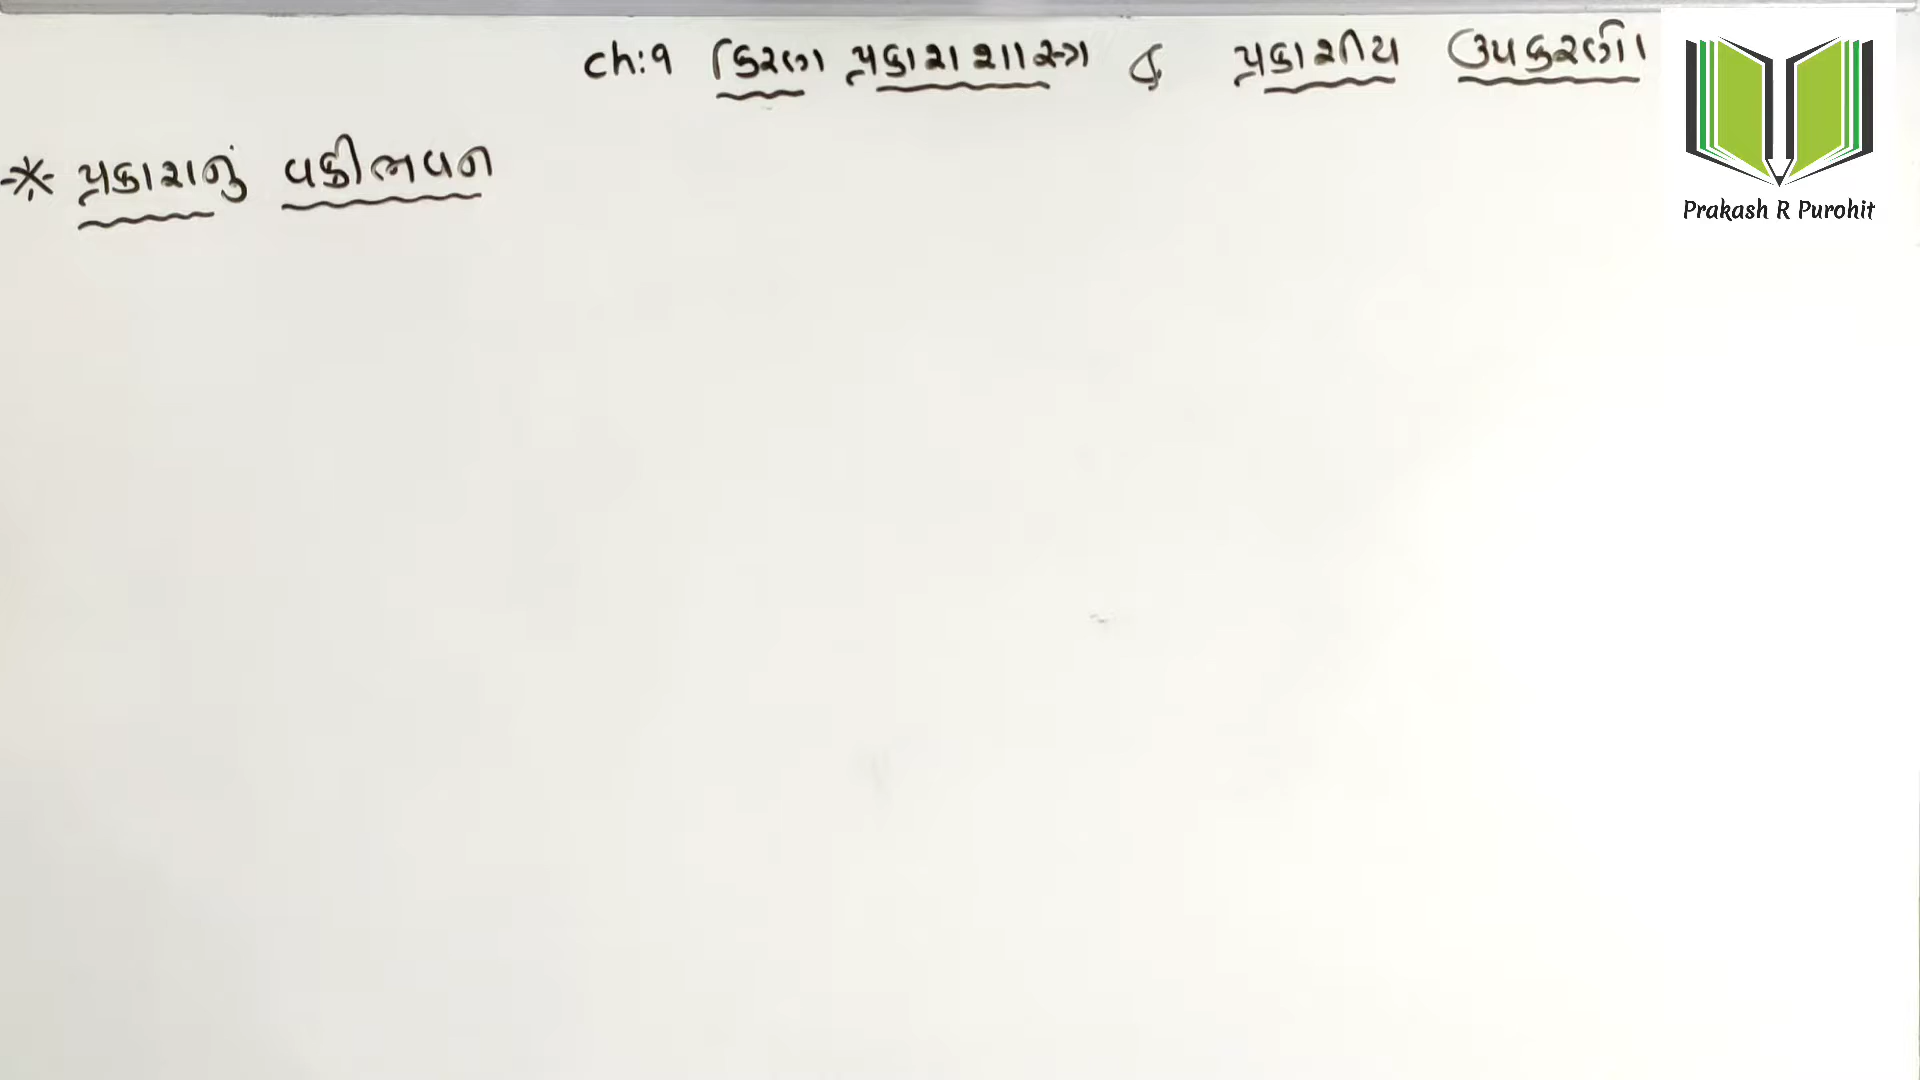 ch:9 કિરણ પ્રકાશશાસ્ત્ર & પ્રકાશીય ઉપકરણો
* પ્રકાશનું વક્રીભવન
Prakash R Purohit